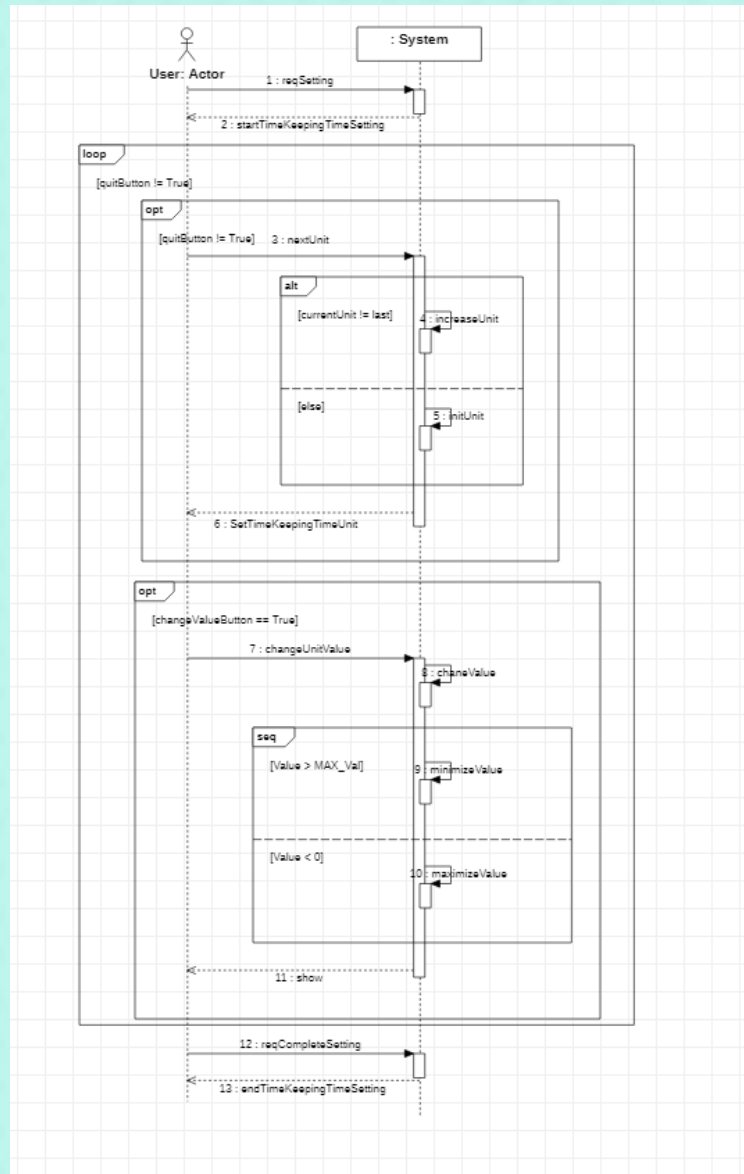 : System
User: Actor
1 : reqSetting
2 : startTimeKeepingTimeSetting
loop
[quitButton != True]
opt
[quitButton != True]
3 : nextUnit
alt
[currentUnit != last]
4 : increaseUnit
[else]
5 : initUnit
6 : SetTimeKeepingTimeUnit
opt
[changeValueButton == True]
7 : changeUnitValue
8 : chaneValue
seq
[Value > MAX_Val]
9 : minimizeValue
[Value < 0]
10 : maximizeValue
11 : show
12 : reqCompleteSetting
13 : endTimeKeepingTimeSetting